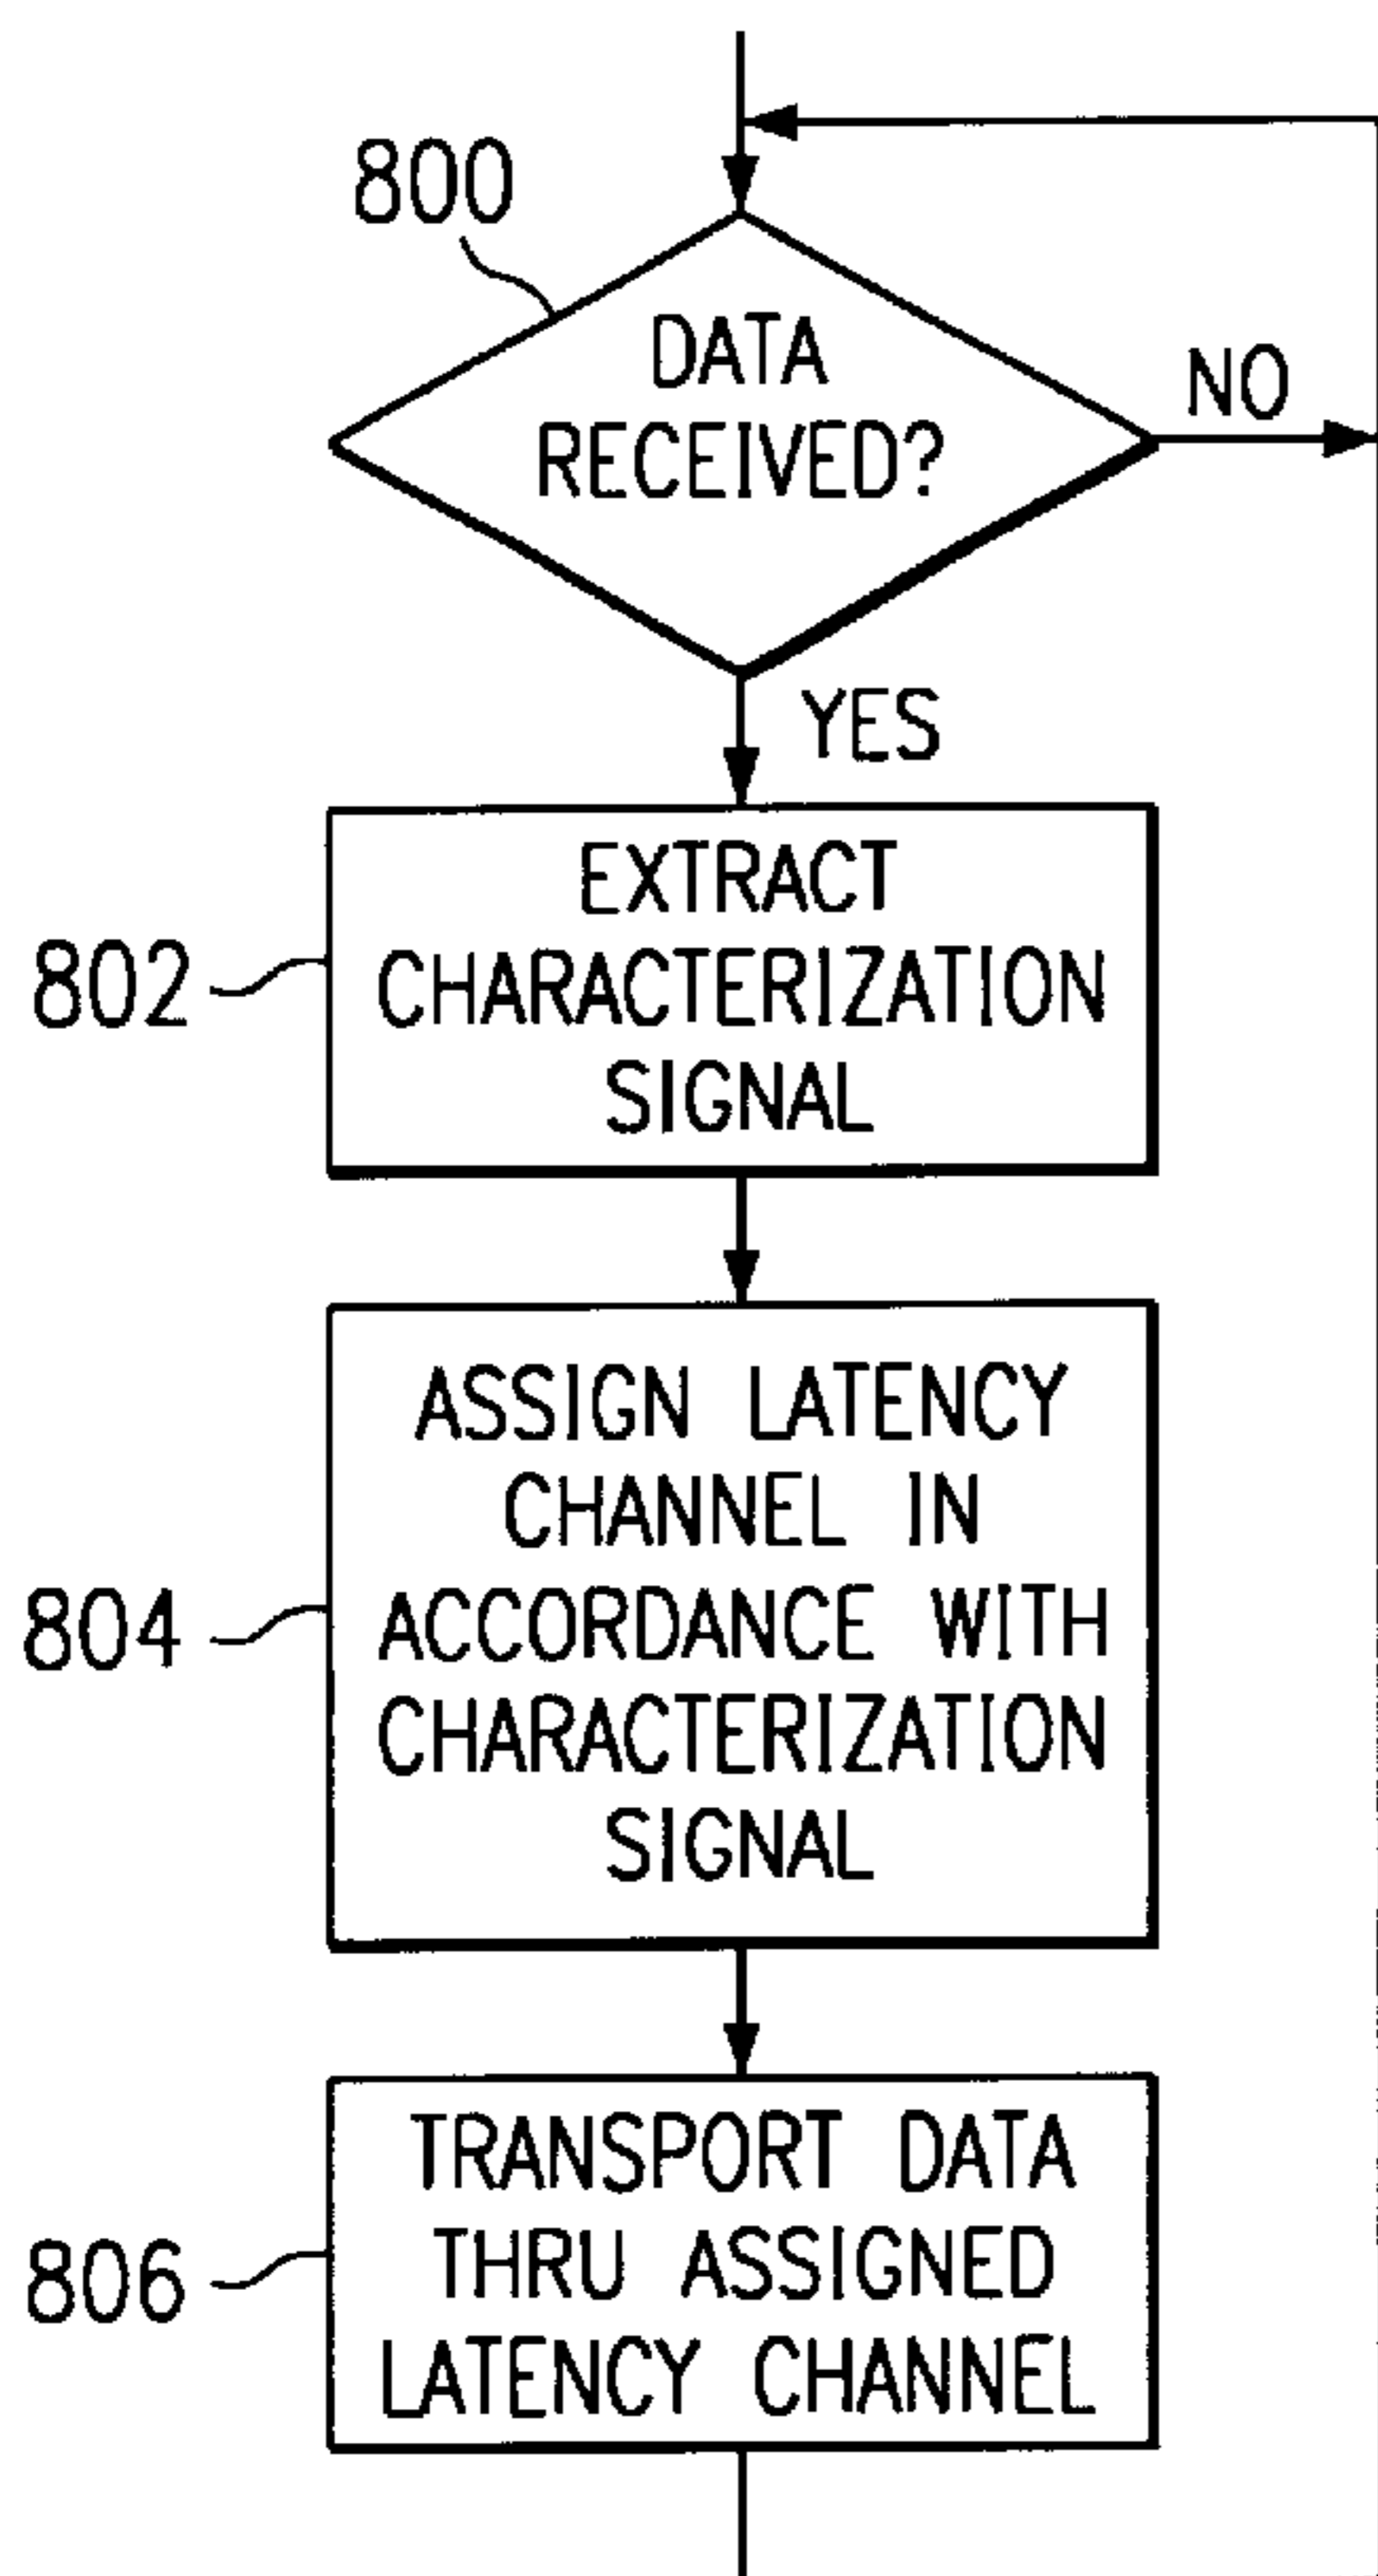 800
DATA
RECEIVED?
NO
YES
802
EXTRACT
CHARACTERIZATION
SIGNAL
804
ASSIGN LATENCY
CHANNEL IN
ACCORDANCE WITH
CHARACTERIZATION
SIGNAL
806
TRANSPORT DATA
THRU ASSIGNED
LATENCY CHANNEL